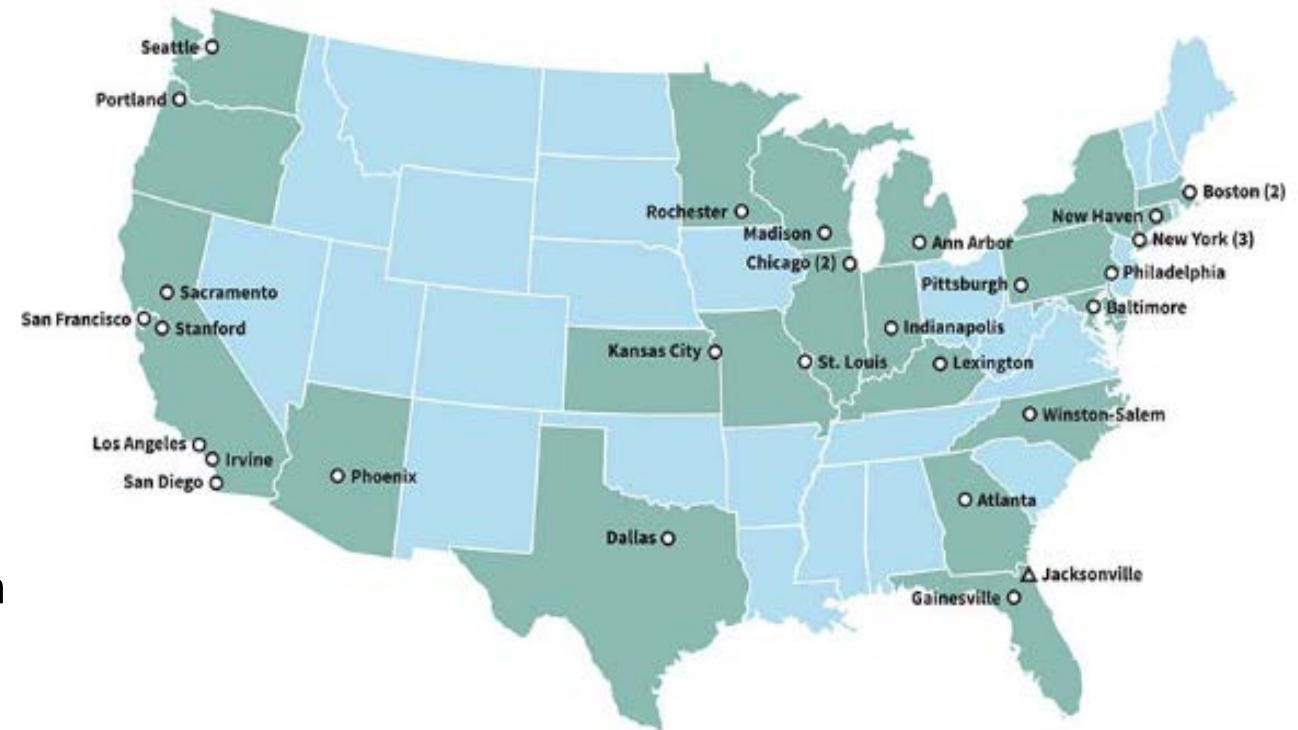 Seattle
Portland
Rochester
Madison
Chicago (2)
Ann Arbor
Boston (2)
New Haven
New York (3)
Pittsburgh
Philadelphia
Baltimore
Sacramento
San Francisco
Stanford
Indianapolis
Kansas City
St. Louis
Lexington
Winston-Salem
Los Angeles
Irvine
San Diego
Phoenix
Atlanta
Dallas
Jacksonville
Gainesville